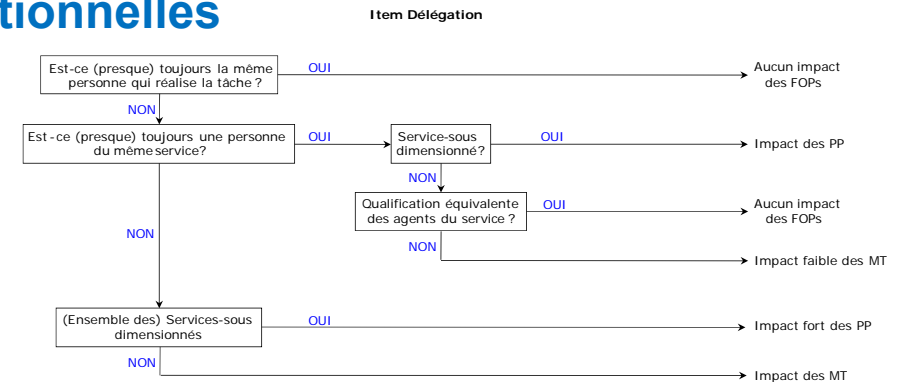 tionnelles
Item Délégation
Est-ce (presque) toujours la même
personne qui réalise la tâche ?
OUI
Aucun impact
des FOPs
NON
Est-ce (presque) toujours une personne
du même service?
OUI
Service-sous
dimensionné?
OUI
Impact des PP
NON
Qualification équivalente
des agents du service ?
OUI
Aucun impact
des FOPs
NON
NON
Impact faible des MT
(Ensemble des) Services-sous
dimensionnés
OUI
Impact fort des PP
NON
Impact des MT